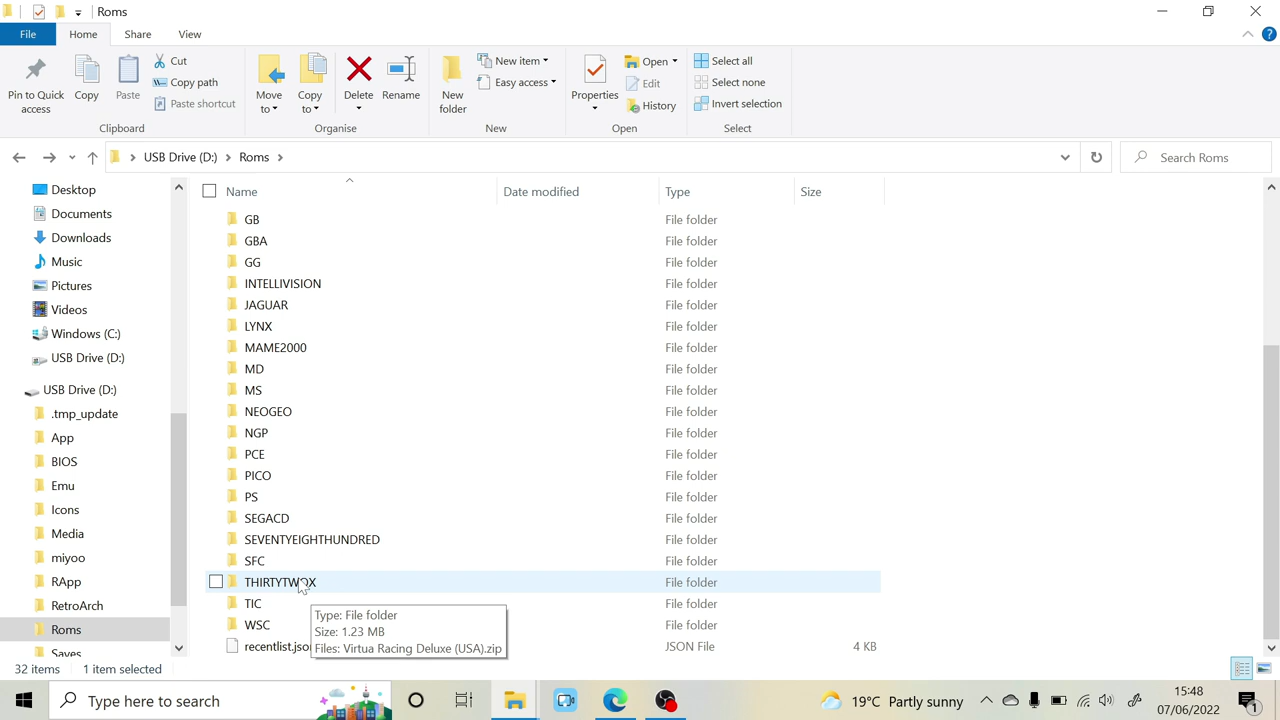 Roms
File
Home
Share
View
Pin to Quick access
Copy
Paste
Cut
Copy path
Paste shortcut
Clipboard
Move to
Copy to
Delete
Rename
Organise
New folder
New item
Easy access
New
Properties
Open
Edit
History
Open
Select all
Select none
Invert selection
Select
USB Drive (D:)
Roms
Search Roms
Desktop
Documents
Downloads
Music
Pictures
Videos
Windows (C:)
USB Drive (D:)
USB Drive (D:)
.tmp_update
App
BIOS
Emu
Icons
Media
miyoo
RApp
RetroArch
Roms
Saves
Name Date modified Type Size
GB File folder
GBA File folder
GG File folder
INTELLIVISION File folder
JAGUAR File folder
LYNX File folder
MAME2000 File folder
MD File folder
MS File folder
NEOGEO File folder
NGP File folder
PCE File folder
PICO File folder
PS File folder
SEGACD File folder
SEVENTYEIGHTHUNDRED File folder
SFC File folder
THIRTYTWOX File folder
TIC File folder
WSC File folder
recentlist.jso JSON File 4 KB
Type: File folder
Size: 1.23 MB
Files: Virtua Racing Deluxe (USA).zip
32 items 1 item selected
Type here to search
19°C Partly sunny
15:48
07/06/2022
1